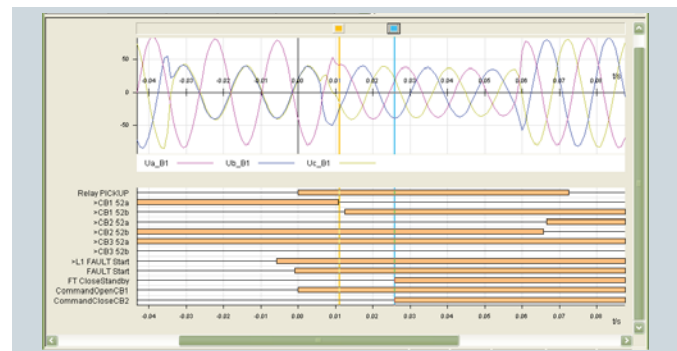 50
-0.04 -0.03 -0.02 -0.01 0.00 0.01 0.02 0.03 0.04 0.05 0.06 0.07 0.08 t/s
0
-50
Ua_B1 Ub_B1 Uc_B1
Relay PICKUP
>CB1 52a
>CB1 52b
>CB2 52a
>CB2 52b
>CB3 52a
>CB3 52b
>L1 FAULT Start
FAULT Start
FT CloseStandby
CommandOpenCB1
CommandCloseCB2
-0.04 -0.03 -0.02 -0.01 0.00 0.01 0.02 0.03 0.04 0.05 0.06 0.07 0.08
t/s